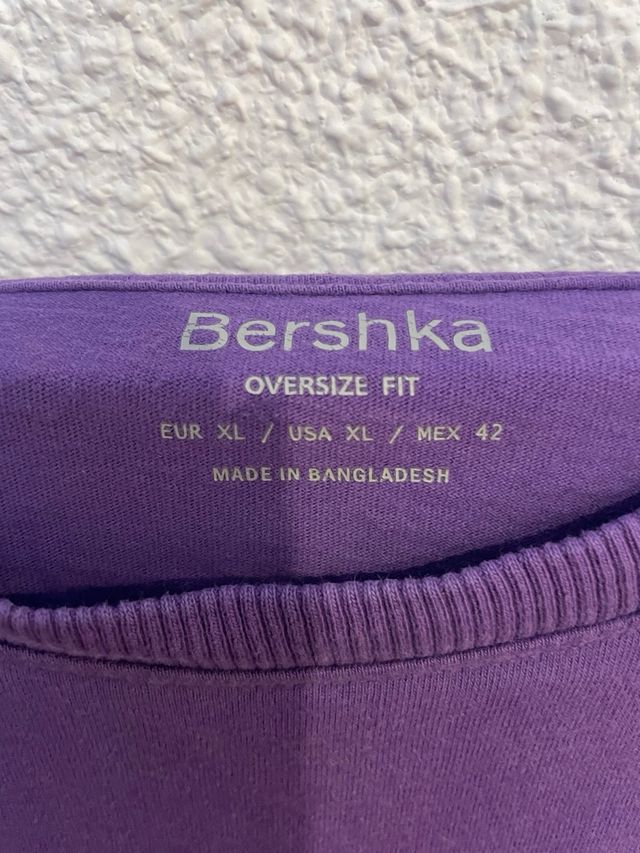 Bershka
OVERSIZE FIT
EUR XL / USA XL / MEX 42
MADE IN BANGLADESH